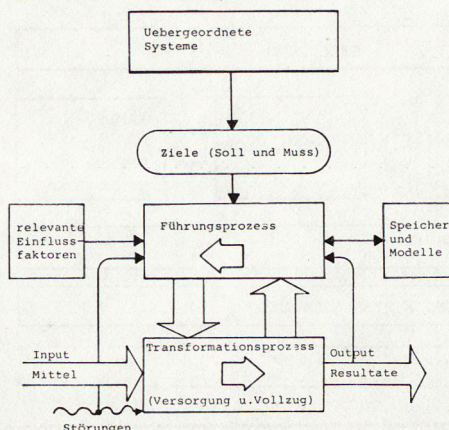 Uebergeordnete
Systeme
Ziele (Soll und Muss)
relevante
Einfluss
faktoren
Führungsprozess
Speicher
und
Modelle
Input
Mittel
Transformationsprozess
(Versorgung u.Vollzug)
Output
Resultate
Störungen